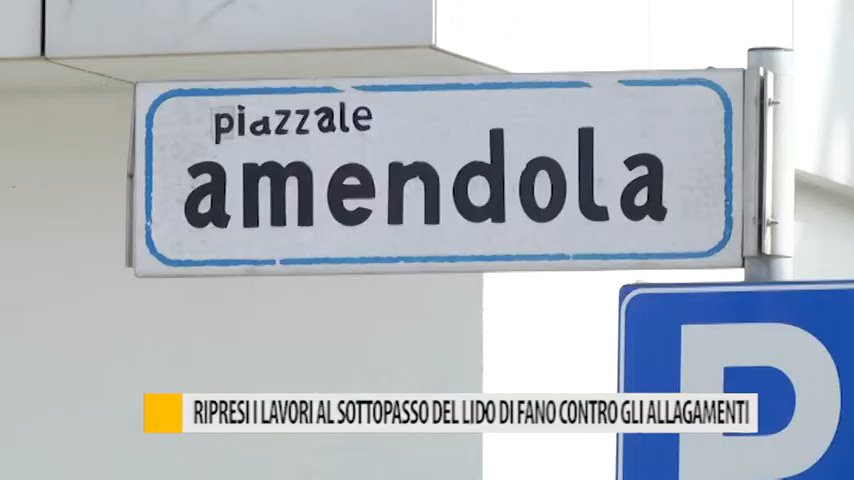 piazzale
amendola
P
RIPRESI I LAVORI AL SOTTOPASSO DEL LIDO DI FANO CONTRO GLI ALLAGAMENTI